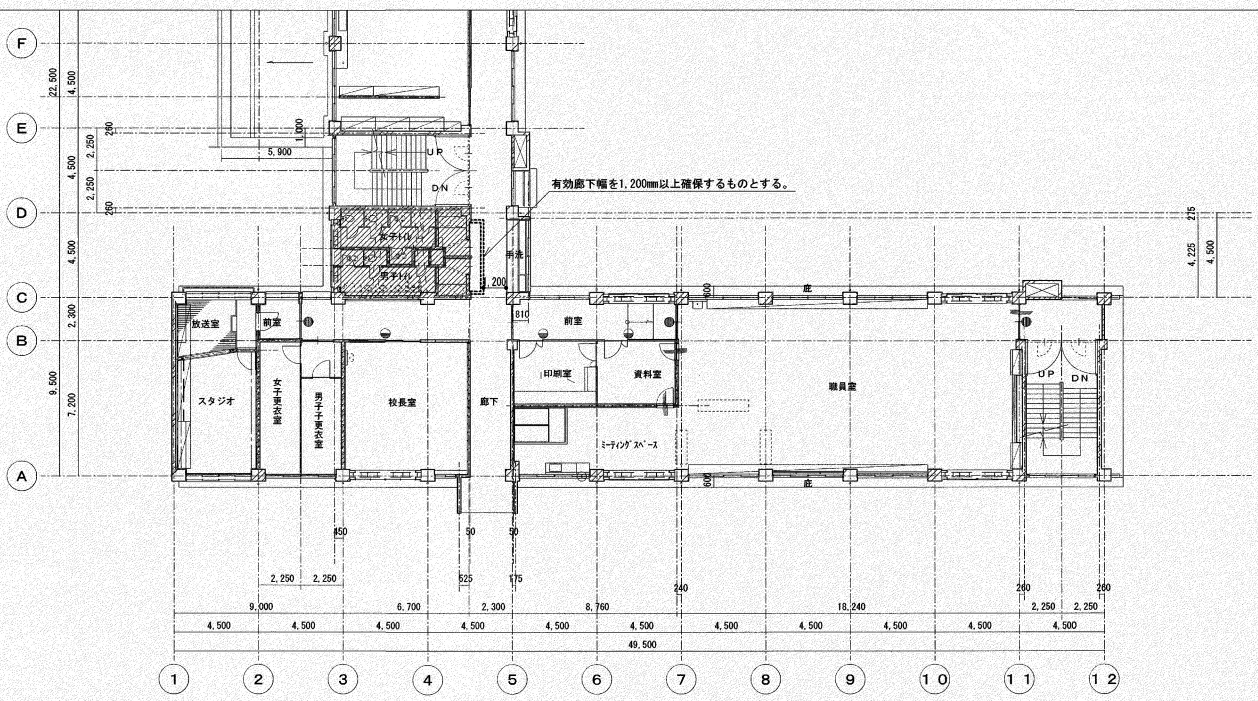 F
22,500
4,500
E
260
1,000
2,250
5,900
4,500
UP
DN
2,250
有効廊下幅を1,200mm以上確保するものとする。
260
D
275
女子トイレ
4,500
手洗
4,225
4,500
男子トイレ
1,200
600
庇
C
放送室
前室
810
前室
2,300
B
9,500
7,200
印刷室
資料室
職員室
UP
DN
スタジオ
女子更衣室
男子子更衣室
校長室
廊下
ミーティングスペース
A
600
庇
450
50
50
2,250
2,250
525
175
240
260
260
9,000
6,700
2,300
8,760
18,240
2,250
2,250
4,500
4,500
4,500
4,500
4,500
4,500
4,500
4,500
4,500
4,500
4,500
49,500
1
2
3
4
5
6
7
8
9
10
11
12